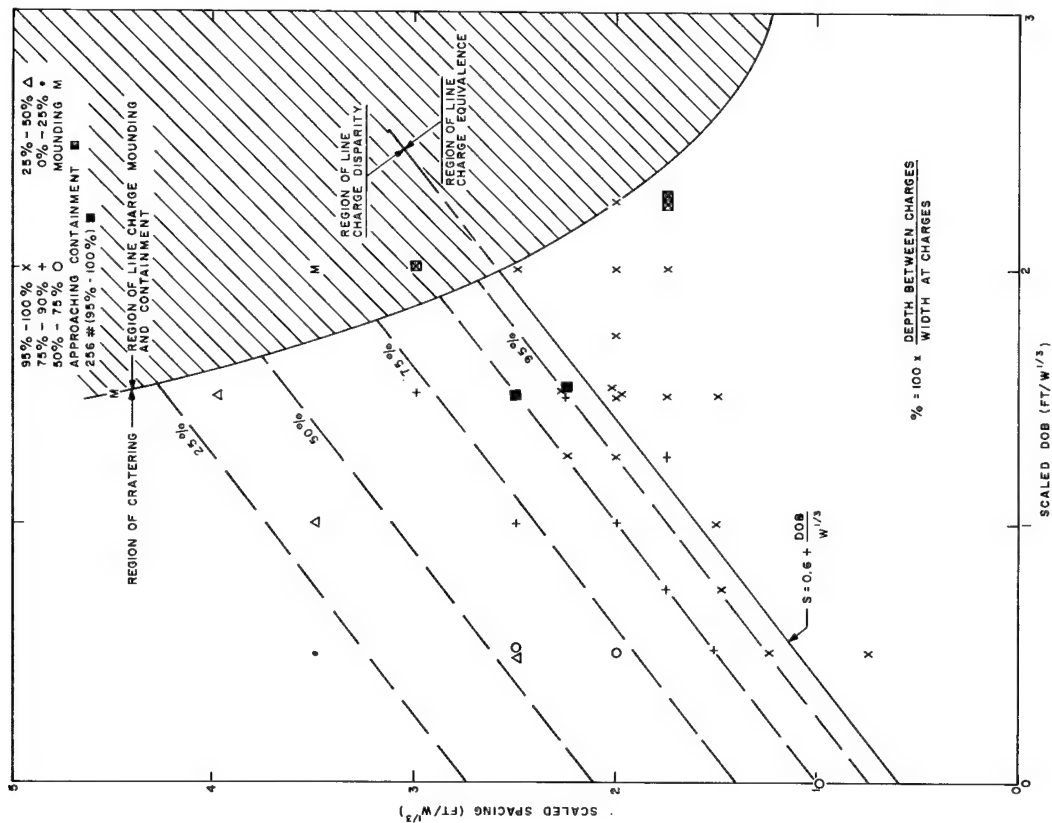 95%-100% X
75% - 90% +
50% - 75% O
25% - 50% Δ
0% - 25% •
MOUNDING M
APPROACHING CONTAINMENT
256 # (95% - 100%)
REGION OF CRATERING
REGION OF LINE CHARGE MOUNDING
AND CONTAINMENT
REGION OF LINE
CHARGE DISPARITY
REGION OF LINE
CHARGE EQUIVALENCE
M
M
25%
50%
75%
95%
S = 0.6 + DOB
W^1/3
% = 100 x DEPTH BETWEEN CHARGES
WIDTH AT CHARGES
5
4
3
2
1
0
SCALED SPACING (FT/W^1/3)
0
1
2
3
SCALED DOB (FT/W^1/3)